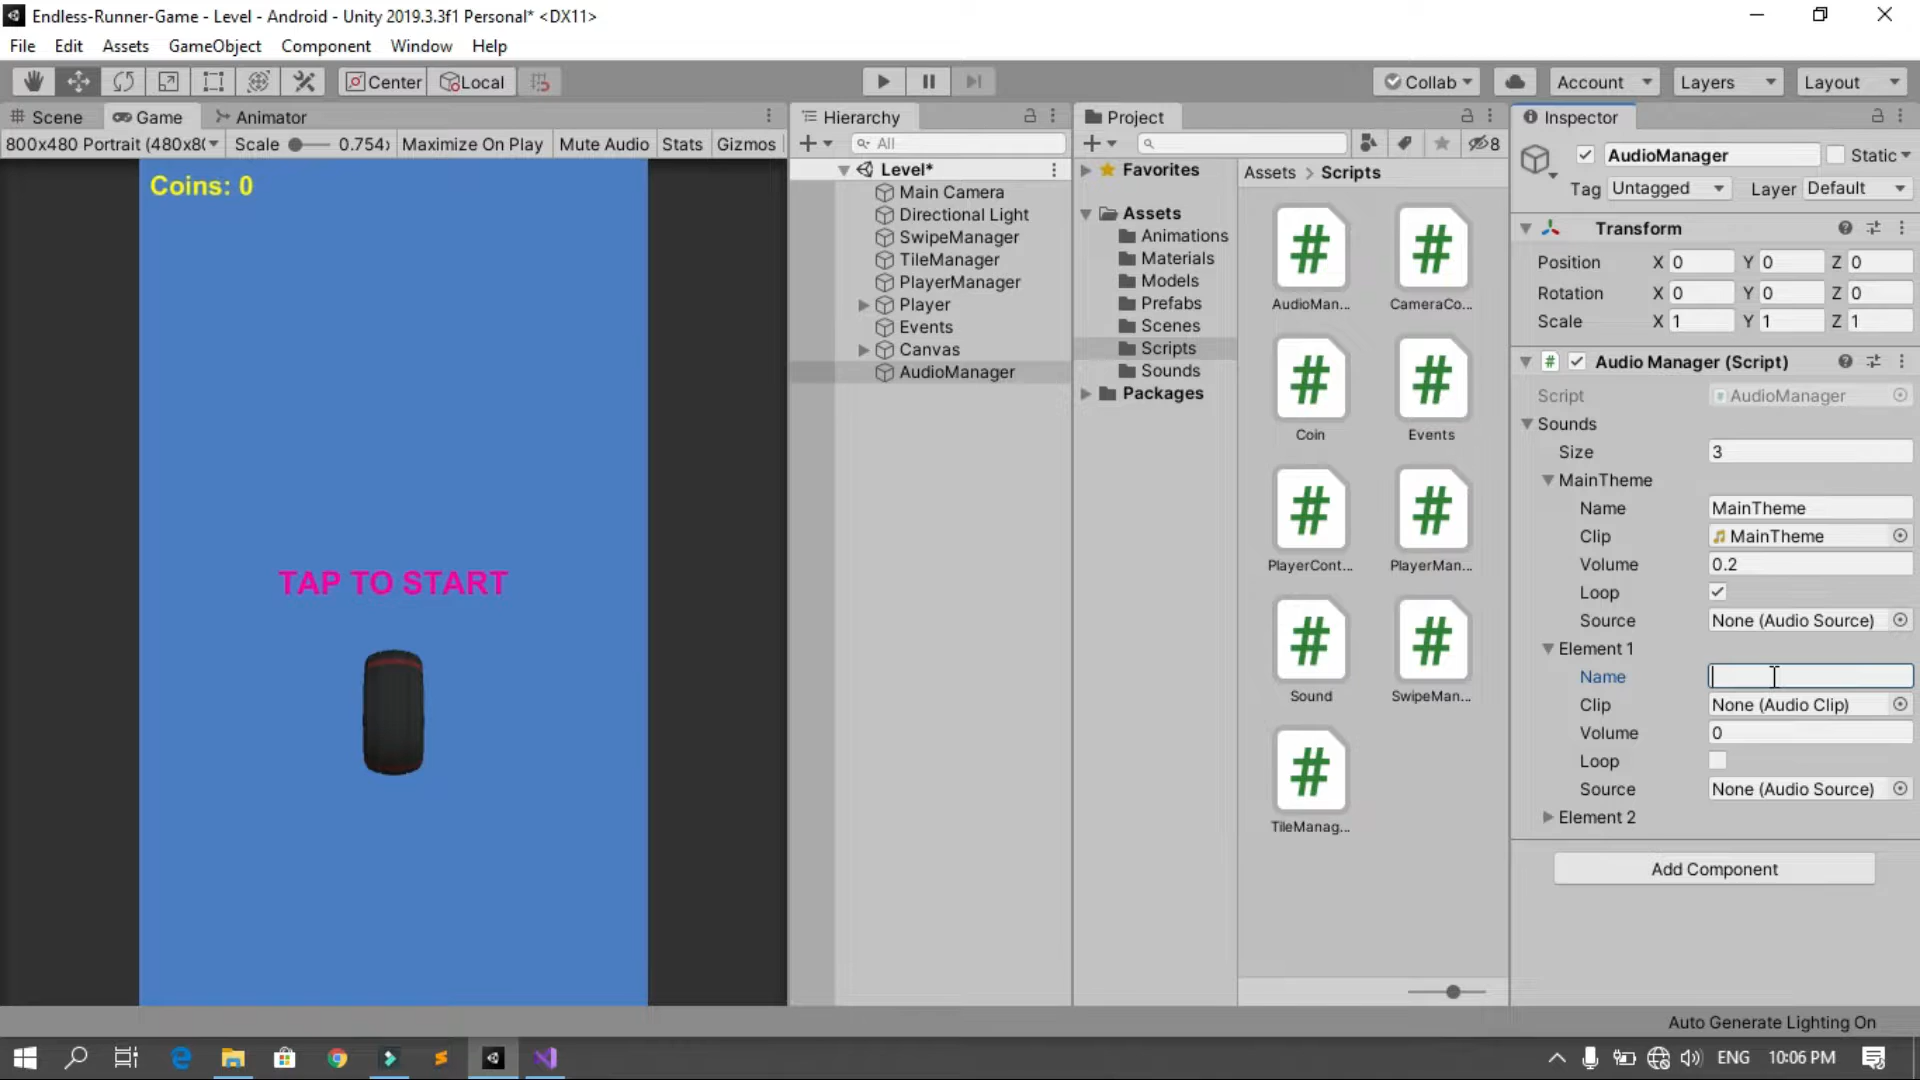 Endless-Runner-Game - Level - Android - Unity 2019.3.3f1 Personal* <DX11>
File Edit Assets GameObject Component Window Help
Center Local Collab Account Layers Layout
Scene Game Animator
800x480 Portrait (480x8( Scale 0.754) Maximize On Play Mute Audio Stats Gizmos
Coins: 0
TAP TO START
Hierarchy
All
Level*
Main Camera
Directional Light
SwipeManager
TileManager
PlayerManager
Player
Events
Canvas
AudioManager
Project
8
Favorites
Assets
Animations
Materials
Models
Prefabs
Scenes
Scripts
Sounds
Packages
Assets > Scripts
AudioMan... CameraCo...
Coin Events
PlayerCont... PlayerMan...
Sound SwipeMan...
TileManag...
Inspector
AudioManager Static
Tag Untagged Layer Default
Transform
Position X 0 Y 0 Z 0
Rotation X 0 Y 0 Z 0
Scale X 1 Y 1 Z 1
# Audio Manager (Script)
Script AudioManager
Sounds
Size 3
MainTheme
Name MainTheme
Clip MainTheme
Volume 0.2
Loop
Source None (Audio Source)
Element 1
Name
Clip None (Audio Clip)
Volume 0
Loop
Source None (Audio Source)
Element 2
Add Component
Auto Generate Lighting On
ENG 10:06 PM